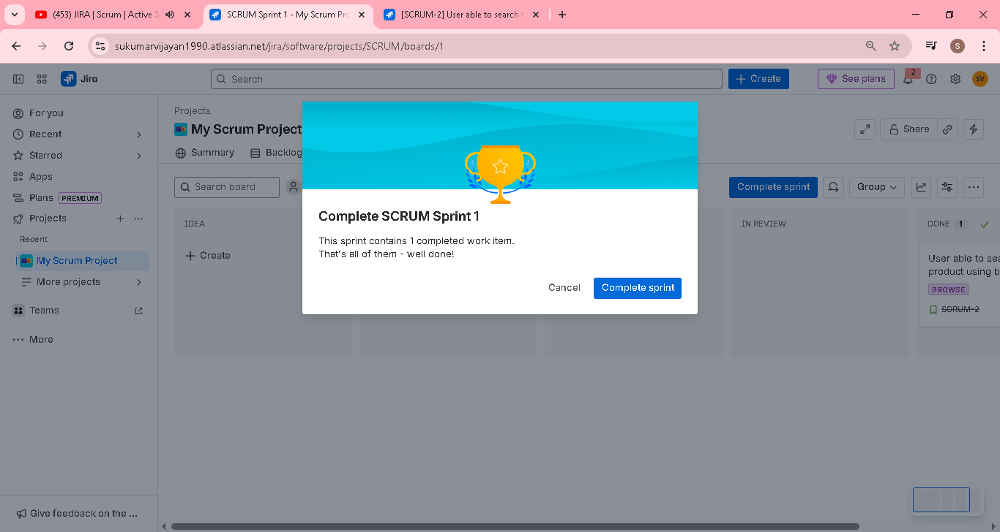 (453) JIRA | Scrum | Active S
SCRUM Sprint 1 - My Scrum Pro
[SCRUM-2] User able to search
sukumarvijayan1990.atlassian.net/jira/software/projects/SCRUM/boards/1
S
Jira
Search
Create
See plans
2
SV
For you
Recent
Starred
Apps
Plans PREMIUM
Projects
Recent
My Scrum Project
More projects
Teams
More
Give feedback on the ...
Projects
My Scrum Project
Share
Summary
Backlog
Search board
Complete sprint
Group
IDEA
Create
IN REVIEW
DONE 1
User able to sea
product using b
BROWSE
SCRUM-2
Complete SCRUM Sprint 1
This sprint contains 1 completed work item.
That's all of them - well done!
Cancel
Complete sprint